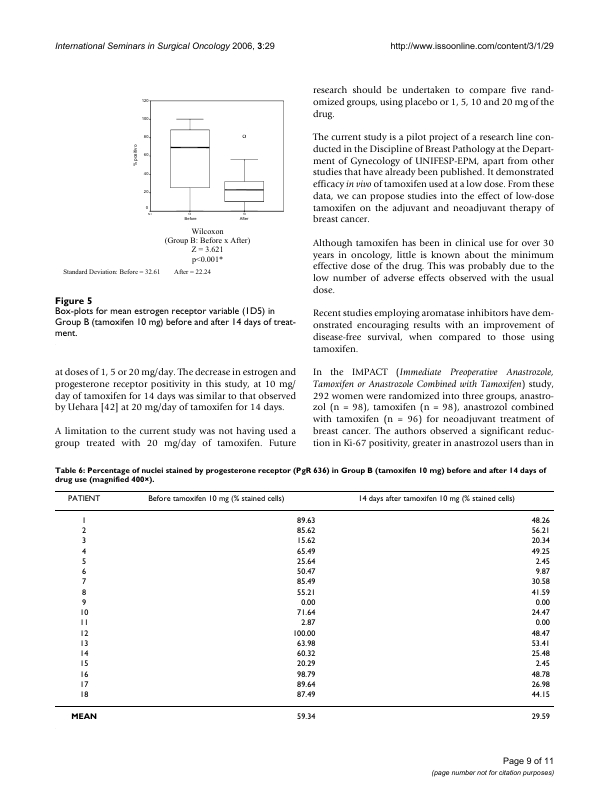 International Seminars in Surgical Oncology 2006, 3:29
http://www.issoonline.com/content/3/1/29
120
100
80
60
40
20
0
% positivo
Before
After
Wilcoxon
(Group B: Before x After)
Z = 3.621
p<0.001*
Standard Deviation: Before = 32.61 After = 22.24
Figure 5
Box-plots for mean estrogen receptor variable (1D5) in
Group B (tamoxifen 10 mg) before and after 14 days of treat-
ment.
at doses of 1, 5 or 20 mg/day. The decrease in estrogen and
progesterone receptor positivity in this study, at 10 mg/
day of tamoxifen for 14 days was similar to that observed
by Uehara [42] at 20 mg/day of tamoxifen for 14 days.
A limitation to the current study was not having used a
group treated with 20 mg/day of tamoxifen. Future
research should be undertaken to compare five rand-
omized groups, using placebo or 1, 5, 10 and 20 mg of the
drug.
The current study is a pilot project of a research line con-
ducted in the Discipline of Breast Pathology at the Depart-
ment of Gynecology of UNIFESP-EPM, apart from other
studies that have already been published. It demonstrated
efficacy in vivo of tamoxifen used at a low dose. From these
data, we can propose studies into the effect of low-dose
tamoxifen on the adjuvant and neoadjuvant therapy of
breast cancer.
Although tamoxifen has been in clinical use for over 30
years in oncology, little is known about the minimum
effective dose of the drug. This was probably due to the
low number of adverse effects observed with the usual
dose.
Recent studies employing aromatase inhibitors have dem-
onstrated encouraging results with an improvement of
disease-free survival, when compared to those using
tamoxifen.
In the IMPACT (Immediate Preoperative Anastrozole,
Tamoxifen or Anastrozole Combined with Tamoxifen) study,
292 women were randomized into three groups, anastro-
zol (n = 98), tamoxifen (n = 98), anastrozol combined
with tamoxifen (n = 96) for neoadjuvant treatment of
breast cancer. The authors observed a significant reduc-
tion in Ki-67 positivity, greater in anastrozol users than in
Table 6: Percentage of nuclei stained by progesterone receptor (PgR 636) in Group B (tamoxifen 10 mg) before and after 14 days of
drug use (magnified 400×).
PATIENT Before tamoxifen 10 mg (% stained cells) 14 days after tamoxifen 10 mg (% stained cells)
1 89.63 48.26
2 85.62 56.21
3 15.62 20.34
4 65.49 49.25
5 25.64 2.45
6 50.47 9.87
7 85.49 30.58
8 55.21 41.59
9 0.00 0.00
10 71.64 24.47
11 2.87 0.00
12 100.00 48.47
13 63.98 53.41
14 60.32 25.48
15 20.29 2.45
16 98.79 48.78
17 89.64 26.98
18 87.49 44.15
MEAN 59.34 29.59
Page 9 of 11
(page number not for citation purposes)